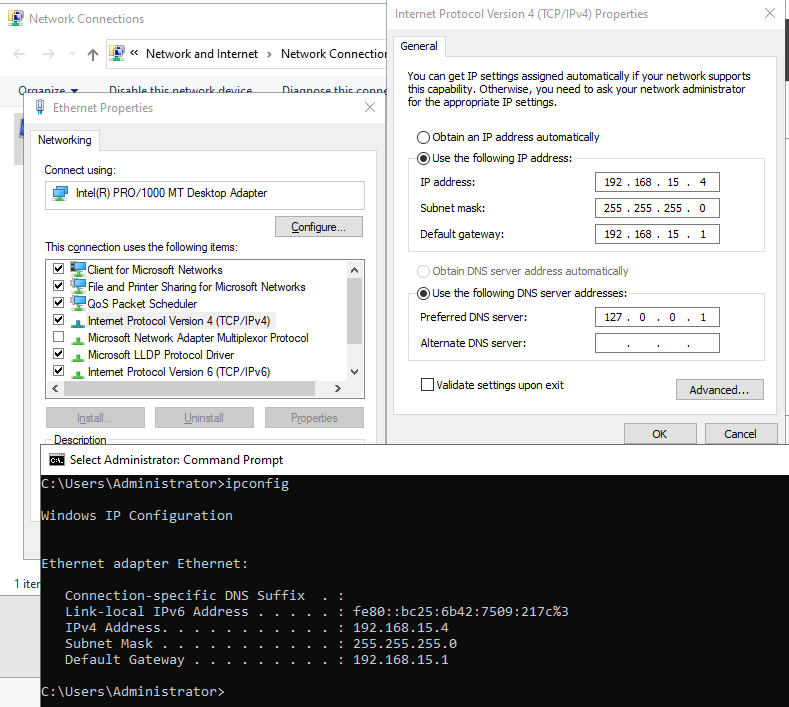 Network Connections
« Network and Internet › Network Connection
Organize Disable this network device Diagnose this conne
Ethernet Properties
Networking
Connect using:
Intel(R) PRO/1000 MT Desktop Adapter
Configure...
This connection uses the following items:
Client for Microsoft Networks
File and Printer Sharing for Microsoft Networks
QoS Packet Scheduler
Internet Protocol Version 4 (TCP/IPv4)
Microsoft Network Adapter Multiplexor Protocol
Microsoft LLDP Protocol Driver
Internet Protocol Version 6 (TCP/IPv6)
Install... Uninstall Properties
Description
1 iter
Internet Protocol Version 4 (TCP/IPv4) Properties
General
You can get IP settings assigned automatically if your network supports
this capability. Otherwise, you need to ask your network administrator
for the appropriate IP settings.
Obtain an IP address automatically
Use the following IP address:
IP address: 192 . 168 . 15 . 4
Subnet mask: 255 . 255 . 255 . 0
Default gateway: 192 . 168 . 15 . 1
Obtain DNS server address automatically
Use the following DNS server addresses:
Preferred DNS server: 127 . 0 . 0 . 1
Alternate DNS server: . . .
Validate settings upon exit
Advanced...
OK Cancel
Select Administrator: Command Prompt
C:\Users\Administrator>ipconfig
Windows IP Configuration
Ethernet adapter Ethernet:
Connection-specific DNS Suffix . :
Link-local IPv6 Address . . . . . : fe80::bc25:6b42:7509:217c%3
IPv4 Address. . . . . . . . . . . : 192.168.15.4
Subnet Mask . . . . . . . . . . . : 255.255.255.0
Default Gateway . . . . . . . . . : 192.168.15.1
C:\Users\Administrator>